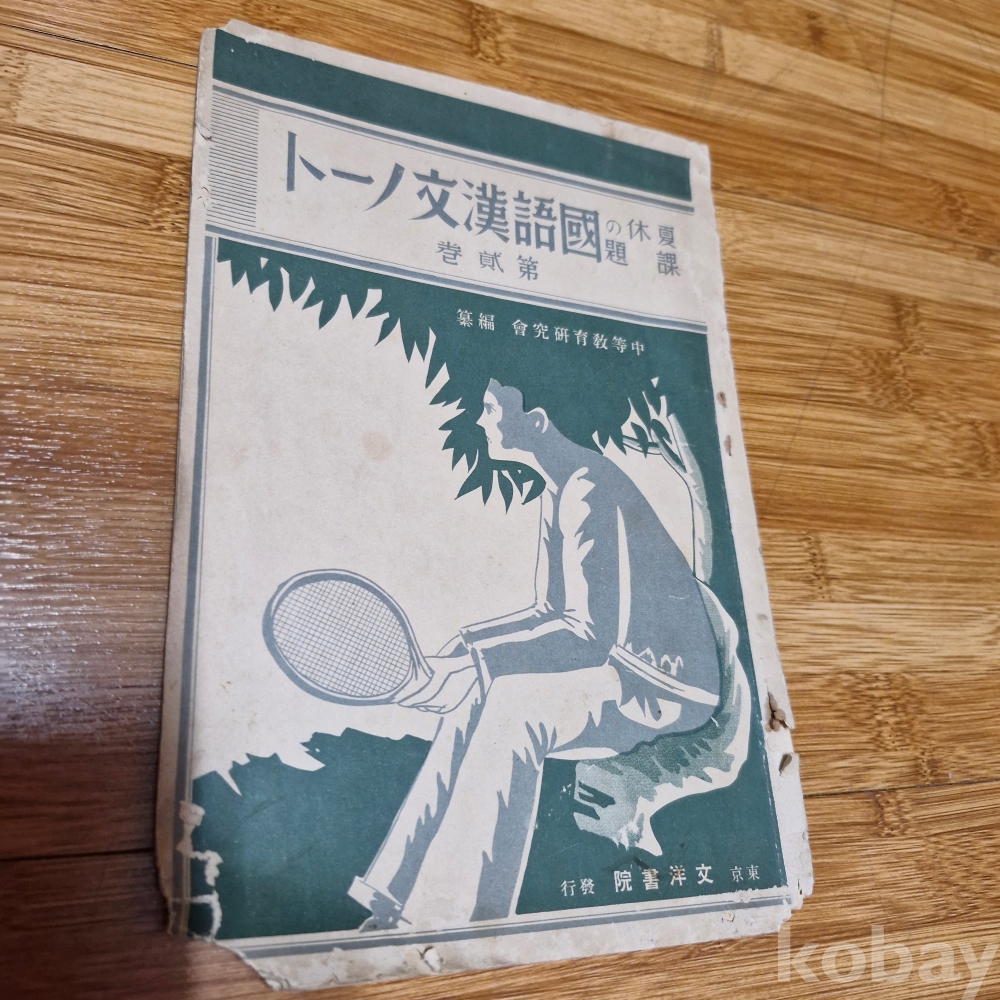 夏休の
課題
國語漢文ノート
第貳巻
中等教育研究會 編纂
東京 文洋書院 發行
kobay